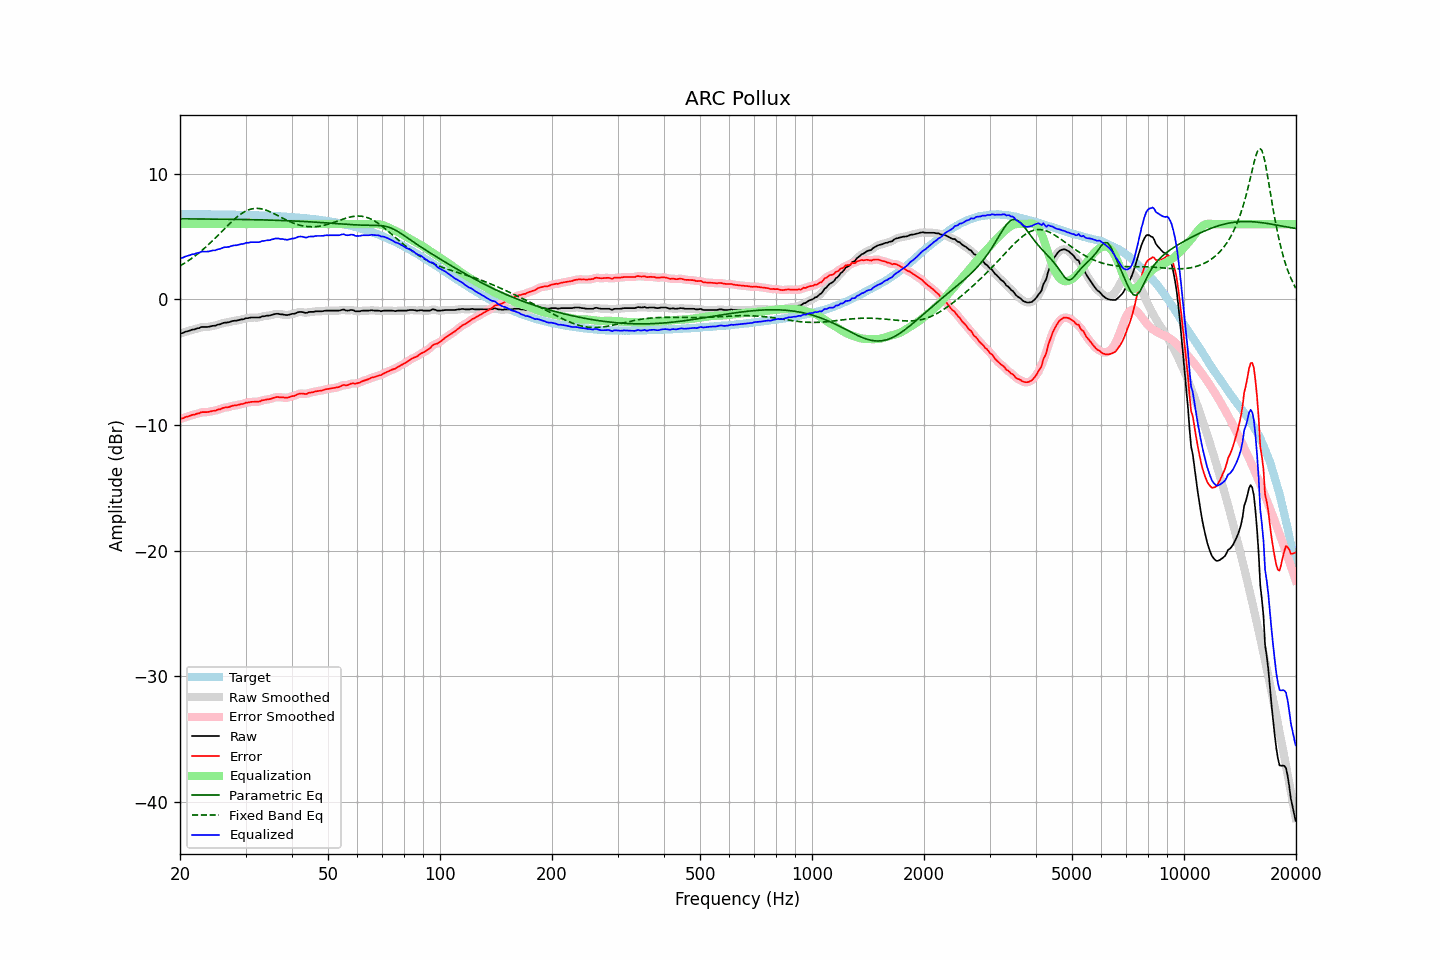 ARC Pollux
10
0
−10
−20
−30
−40
Amplitude (dBr)
Target
Raw Smoothed
Error Smoothed
Raw
Error
Equalization
Parametric Eq
Fixed Band Eq
Equalized
20 50 100 200 500 1000 2000 5000 10000 20000
Frequency (Hz)